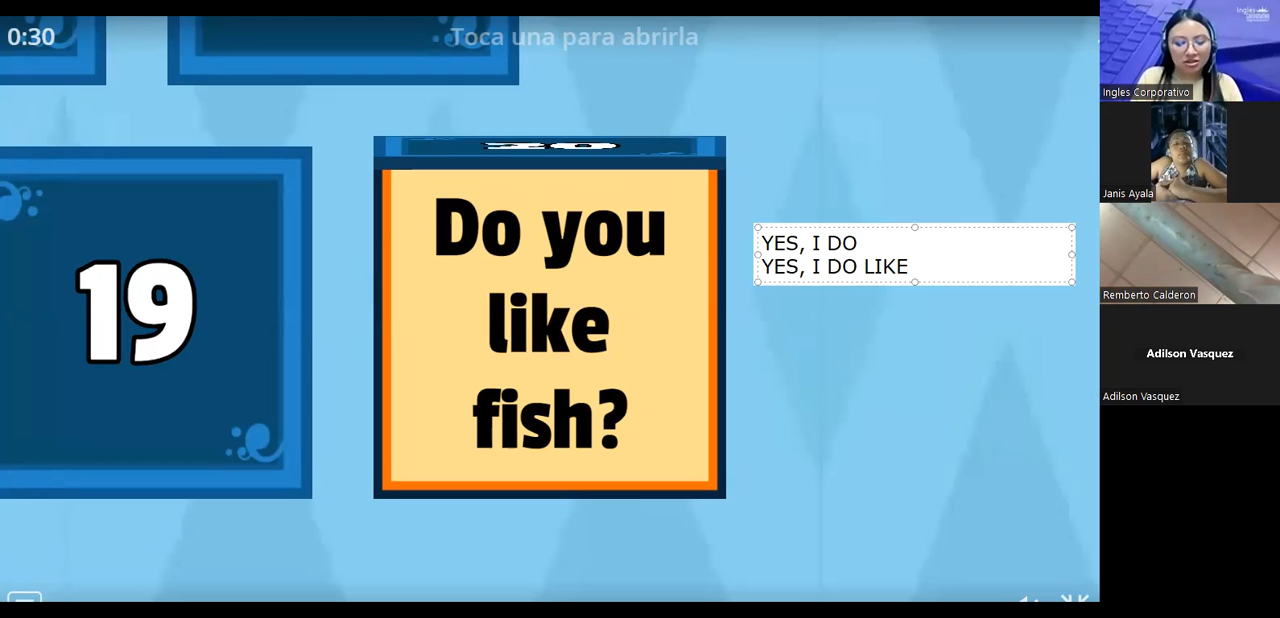 0:30
Toca una para abrirla
19
Do you
like
fish?
YES, I DO
YES, I DO LIKE
Ingles Corporativo
Janis Ayala
Remberto Calderon
Adilson Vasquez
Adilson Vasquez